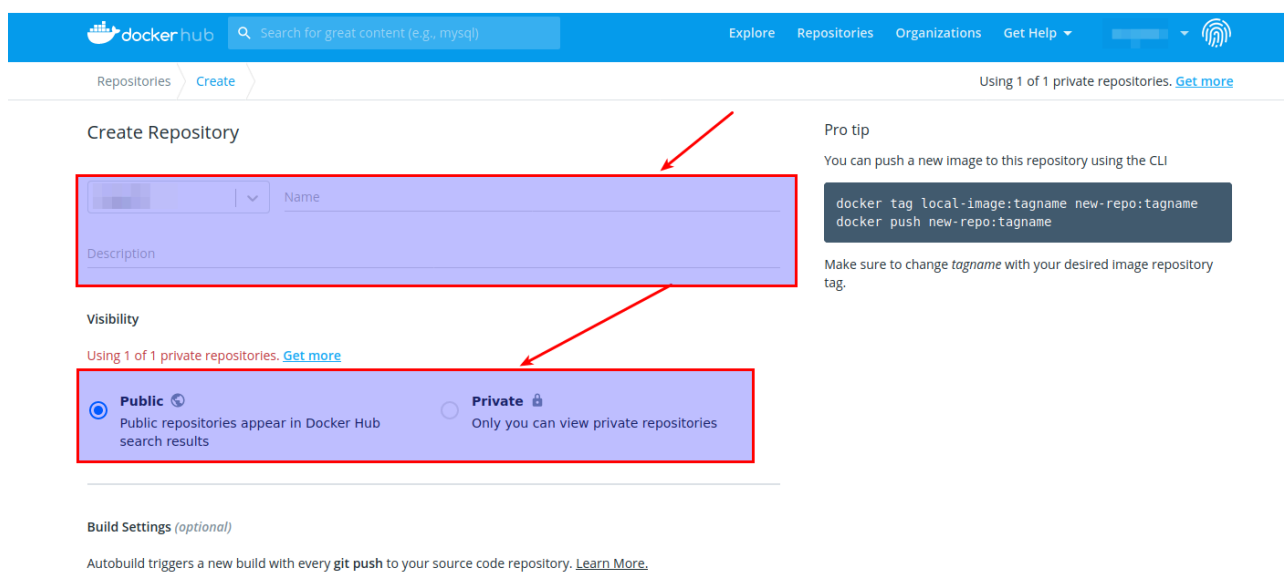 dockerhub Search for great content (e.g., mysql) Explore Repositories Organizations Get Help
Repositories Create Using 1 of 1 private repositories. Get more
Create Repository
Name
Description
Visibility
Using 1 of 1 private repositories. Get more
Public
Public repositories appear in Docker Hub
search results
Private
Only you can view private repositories
Build Settings (optional)
Autobuild triggers a new build with every git push to your source code repository. Learn More.
Pro tip
You can push a new image to this repository using the CLI
docker tag local-image:tagname new-repo:tagname
docker push new-repo:tagname
Make sure to change tagname with your desired image repository
tag.